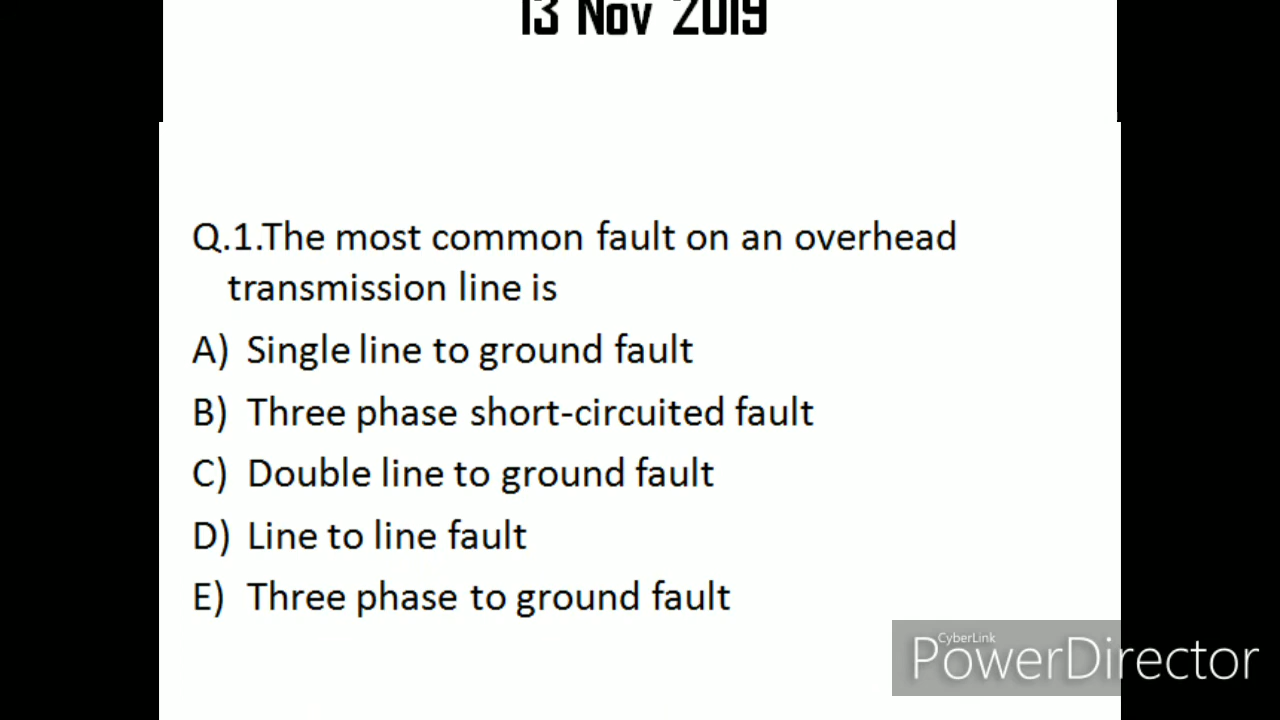 13 Nov 2019
Q.1.The most common fault on an overhead
transmission line is
A) Single line to ground fault
B) Three phase short-circuited fault
C) Double line to ground fault
D) Line to line fault
E) Three phase to ground fault
CyberLink
PowerDirector